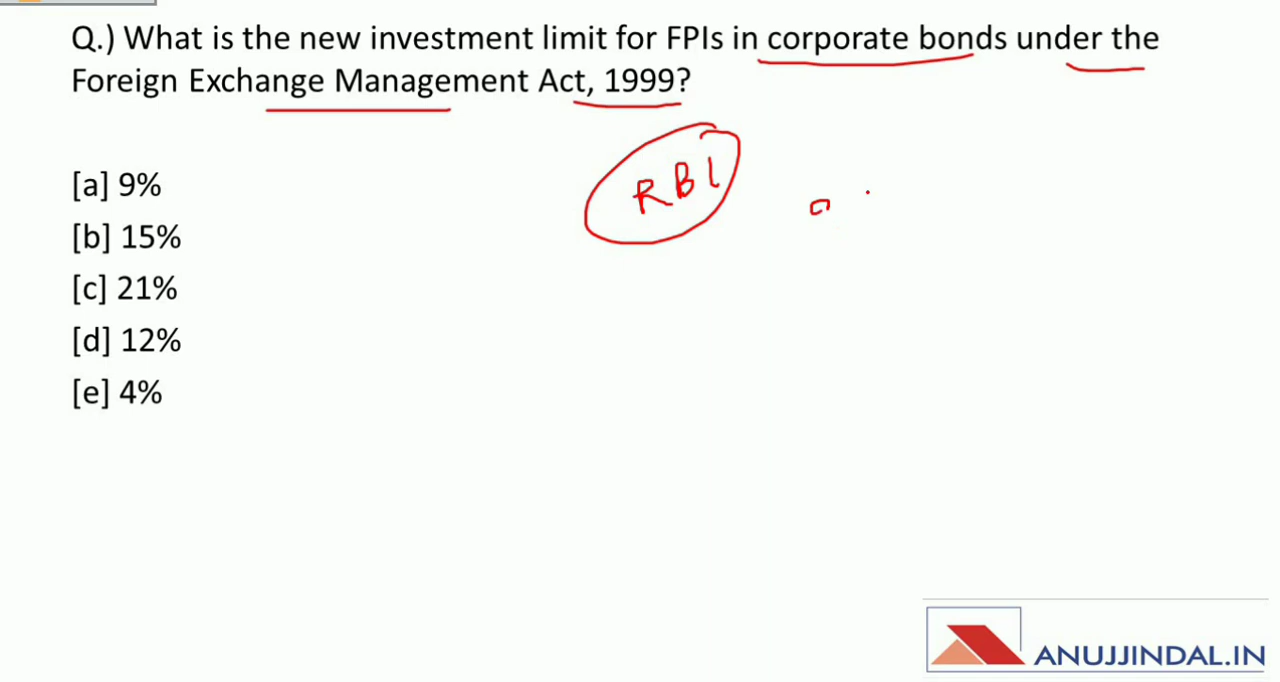 Q.) What is the new investment limit for FPIs in corporate bonds under the
Foreign Exchange Management Act, 1999?
RBI
[a] 9%
[b] 15%
[c] 21%
[d] 12%
[e] 4%
ANUJJINDAL.IN